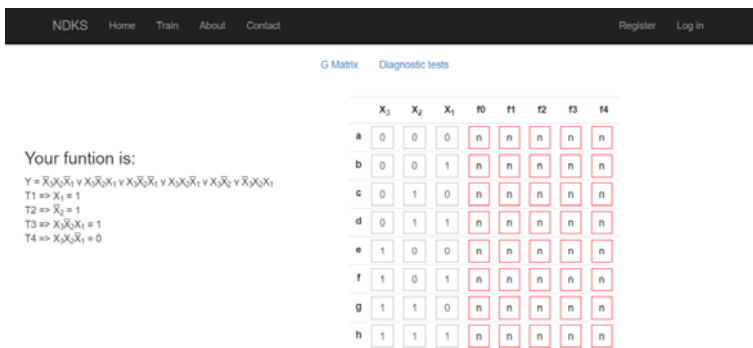 NDKS Home Train About Contact Register Log in
G Matrix Diagnostic tests
X₃ X₂ X₁ f0 f1 f2 f3 f4
a 0 0 0 n n n n n
b 0 0 1 n n n n n
c 0 1 0 n n n n n
d 0 1 1 n n n n n
e 1 0 0 n n n n n
f 1 0 1 n n n n n
g 1 1 0 n n n n n
h 1 1 1 n n n n n
Your funtion is:
Y = X̅₃X₂X̅₁ v X₃X̅₂X₁ v X₃X̅₂X̅₁ v X₃X₂X̅₁ v X₃X̅₂ v X̅₃X₂X₁
T1 => X₁ = 1
T2 => X̅₂ = 1
T3 => X₃X̅₂X₁ = 1
T4 => X₃X₂X̅₁ = 0